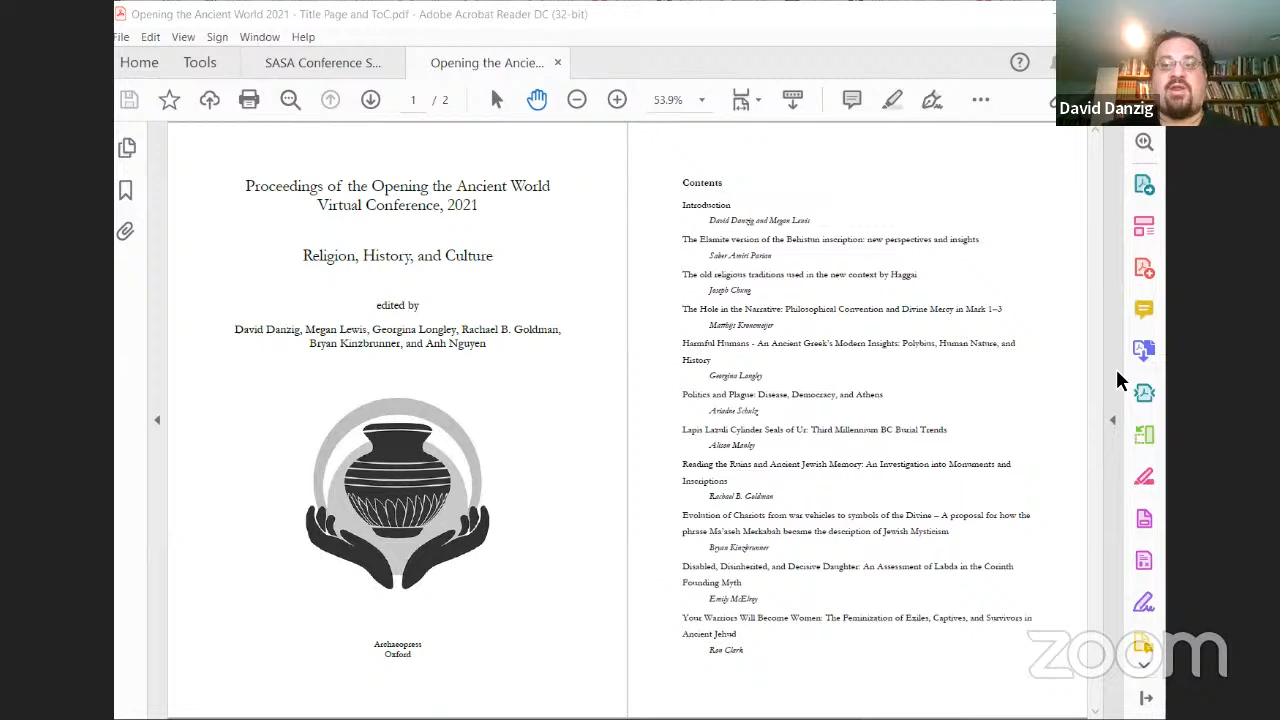 Opening the Ancient World 2021 - Title Page and ToC.pdf - Adobe Acrobat Reader DC (32-bit)
File Edit View Sign Window Help
Home Tools SASA Conference S... Opening the Ancie... ×
1 / 2 53.9%
David Danzig
Proceedings of the Opening the Ancient World
Virtual Conference, 2021
Religion, History, and Culture
edited by
David Danzig, Megan Lewis, Georgina Longley, Rachael B. Goldman,
Bryan Kinzbrunner, and Anh Nguyen
Archaeopress
Oxford
Contents
Introduction
David Danzig and Megan Lewis
The Elamite version of the Behistun inscription: new perspectives and insights
Saber Amiri Parian
The old religious traditions used in the new context by Haggai
Joseph Chung
The Hole in the Narrative: Philosophical Convention and Divine Mercy in Mark 1–3
Matthijs Kronemeijer
Harmful Humans - An Ancient Greek's Modern Insights: Polybius, Human Nature, and
History
Georgina Longley
Politics and Plague: Disease, Democracy, and Athens
Ariadne Schulz
Lapis Lazuli Cylinder Seals of Ur: Third Millennium BC Burial Trends
Alison Manley
Reading the Ruins and Ancient Jewish Memory: An Investigation into Monuments and
Inscriptions
Rachael B. Goldman
Evolution of Chariots from war vehicles to symbols of the Divine – A proposal for how the
phrase Ma'aseh Merkabah became the description of Jewish Mysticism
Bryan Kinzbrunner
Disabled, Disinherited, and Decisive Daughter: An Assessment of Labda in the Corinth
Founding Myth
Emily McElroy
Your Warriors Will Become Women: The Feminization of Exiles, Captives, and Survivors in
Ancient Jehud
Ron Clark
zoom